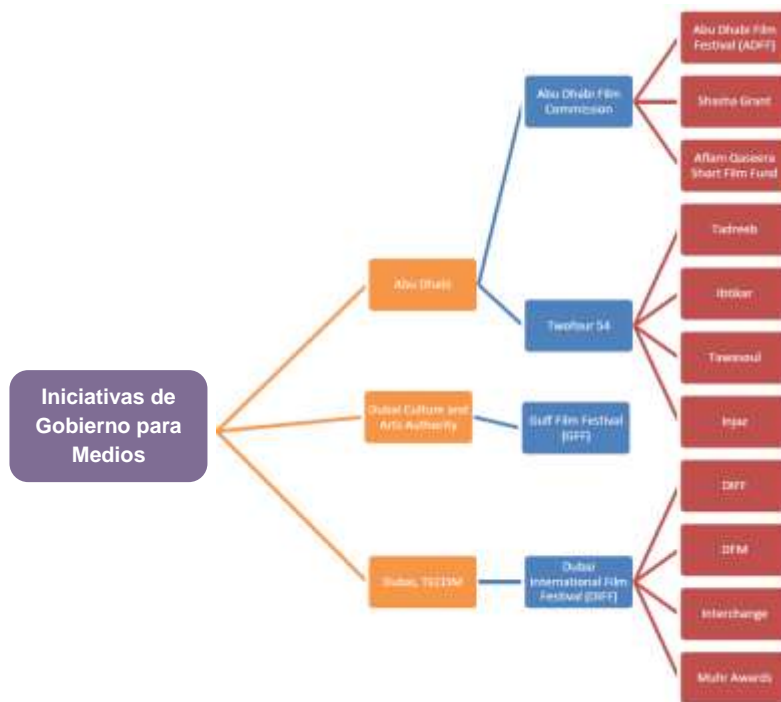 Iniciativas de
Gobierno para
Medios
Abu Dhabi
Dubai Culture and
Arts Authority
Dubai,
Abu Dhabi Film
Commission
Twofour 54
Gulf Film Festival
(GFF)
Dubai
International Film
Festival (DIFF)
Abu Dhabi Film
Festival (ADFF)
Shasha Grant
Aflam Qaseera
Short Film Fund
Tadreeb
Ibtikar
Tawasoul
Injaz
DIFF
DFM
Interchange
Muhr Awards